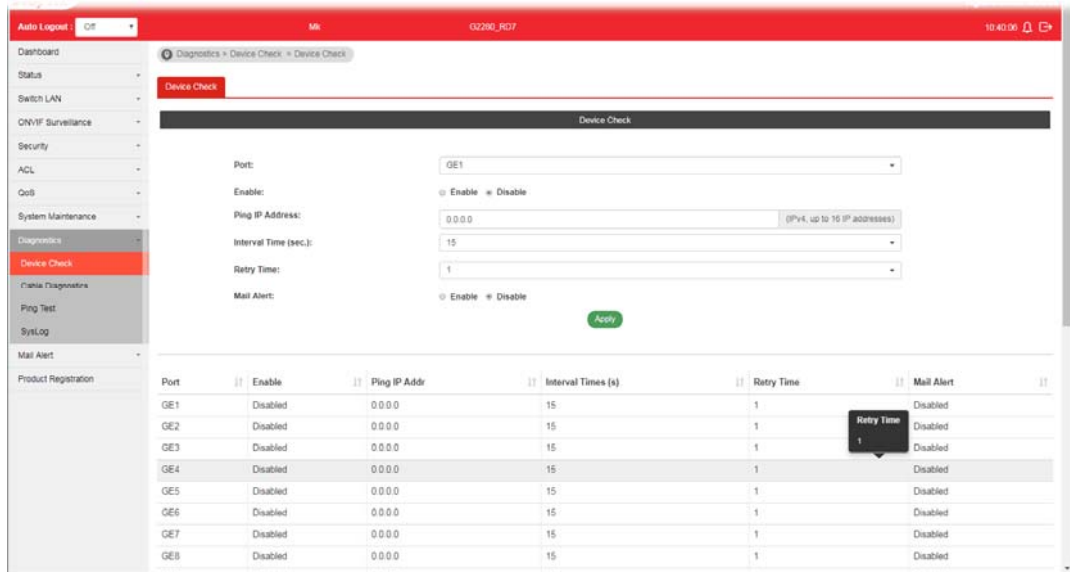 Auto Logout : Off Mk G2280_RD7 10:40:06
Dashboard
Status
Switch LAN
ONVIF Surveillance
Security
ACL
QoS
System Maintenance
Diagnostics
Device Check
Cable Diagnostics
Ping Test
SysLog
Mail Alert
Product Registration
Diagnostics » Device Check » Device Check
Device Check
Device Check
Port: GE1
Enable: Enable Disable
Ping IP Address: 0.0.0.0 (IPv4, up to 16 IP addresses)
Interval Time (sec.): 15
Retry Time: 1
Mail Alert: Enable Disable
Apply
Port Enable Ping IP Addr Interval Times (s) Retry Time Mail Alert
GE1 Disabled 0.0.0.0 15 1 Disabled
GE2 Disabled 0.0.0.0 15 1 Disabled
GE3 Disabled 0.0.0.0 15 1 Disabled
GE4 Disabled 0.0.0.0 15 1 Disabled
GE5 Disabled 0.0.0.0 15 1 Disabled
GE6 Disabled 0.0.0.0 15 1 Disabled
GE7 Disabled 0.0.0.0 15 1 Disabled
GE8 Disabled 0.0.0.0 15 1 Disabled
Retry Time
1